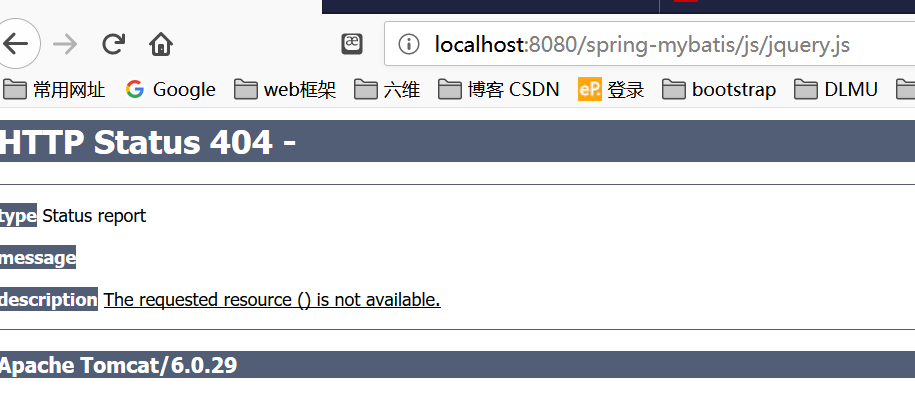 localhost:8080/spring-mybatis/js/jquery.js
常用网址 Google web框架 六维 博客 CSDN eP. 登录 bootstrap DLMU
HTTP Status 404 -
type Status report
message
description The requested resource () is not available.
Apache Tomcat/6.0.29